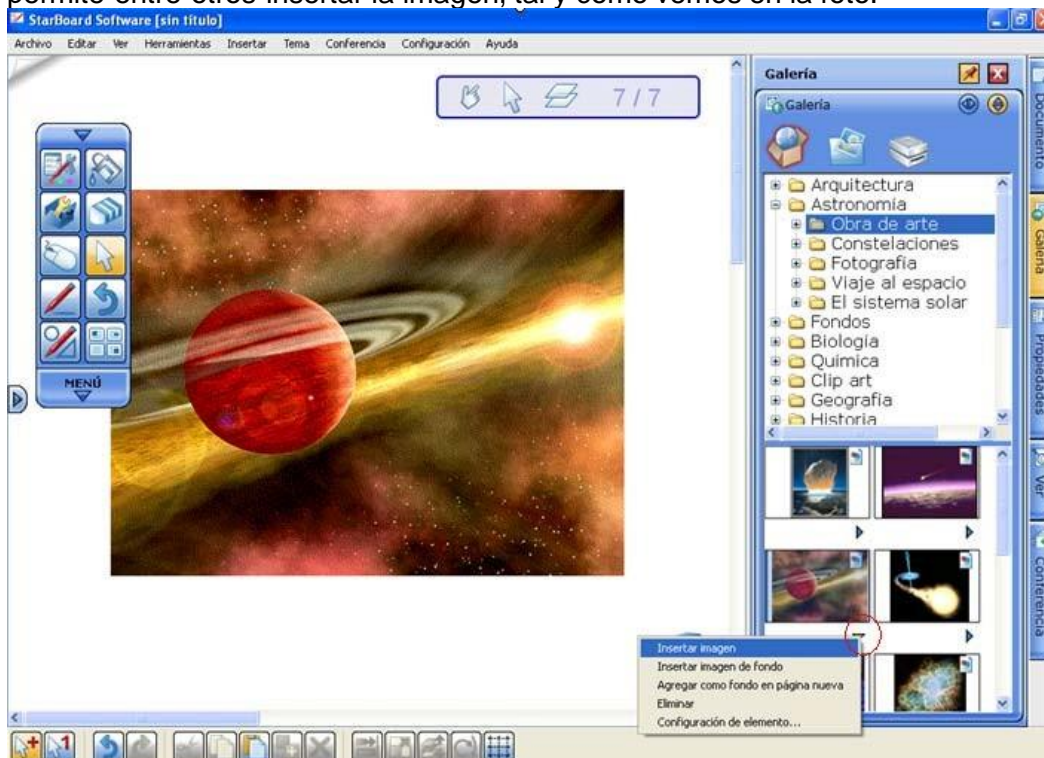 permite entre otros insertar la imagen, tal y como vemos en la foto.
StarBoard Software [sin título]
Archivo Editar Ver Herramientas Insertar Tema Conferencia Configuración Ayuda
7 / 7
MENÚ
Galería
Galería
Arquitectura
Astronomía
Obra de arte
Constelaciones
Fotografía
Viaje al espacio
El sistema solar
Fondos
Biología
Química
Clip art
Geografía
Historia
Insertar imagen
Insertar imagen de fondo
Agregar como fondo en página nueva
Eliminar
Configuración de elemento...
Documento
Galería
Propiedades
Ver
Conferencia
1